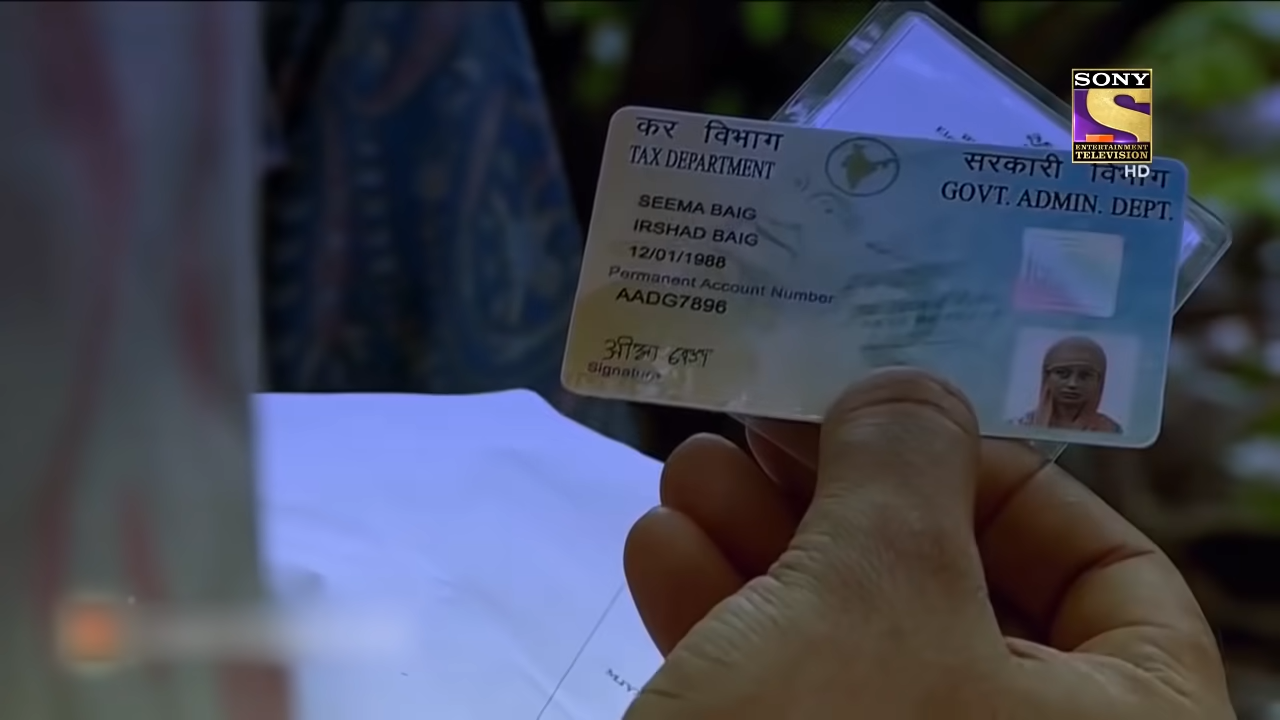 SONY
S
ENTERTAINMENT
TELEVISION
HD
कर विभाग
TAX DEPARTMENT
सरकारी विभाग
GOVT. ADMIN. DEPT.
SEEMA BAIG
IRSHAD BAIG
12/01/1988
Permanent Account Number
AADG7896
Signature